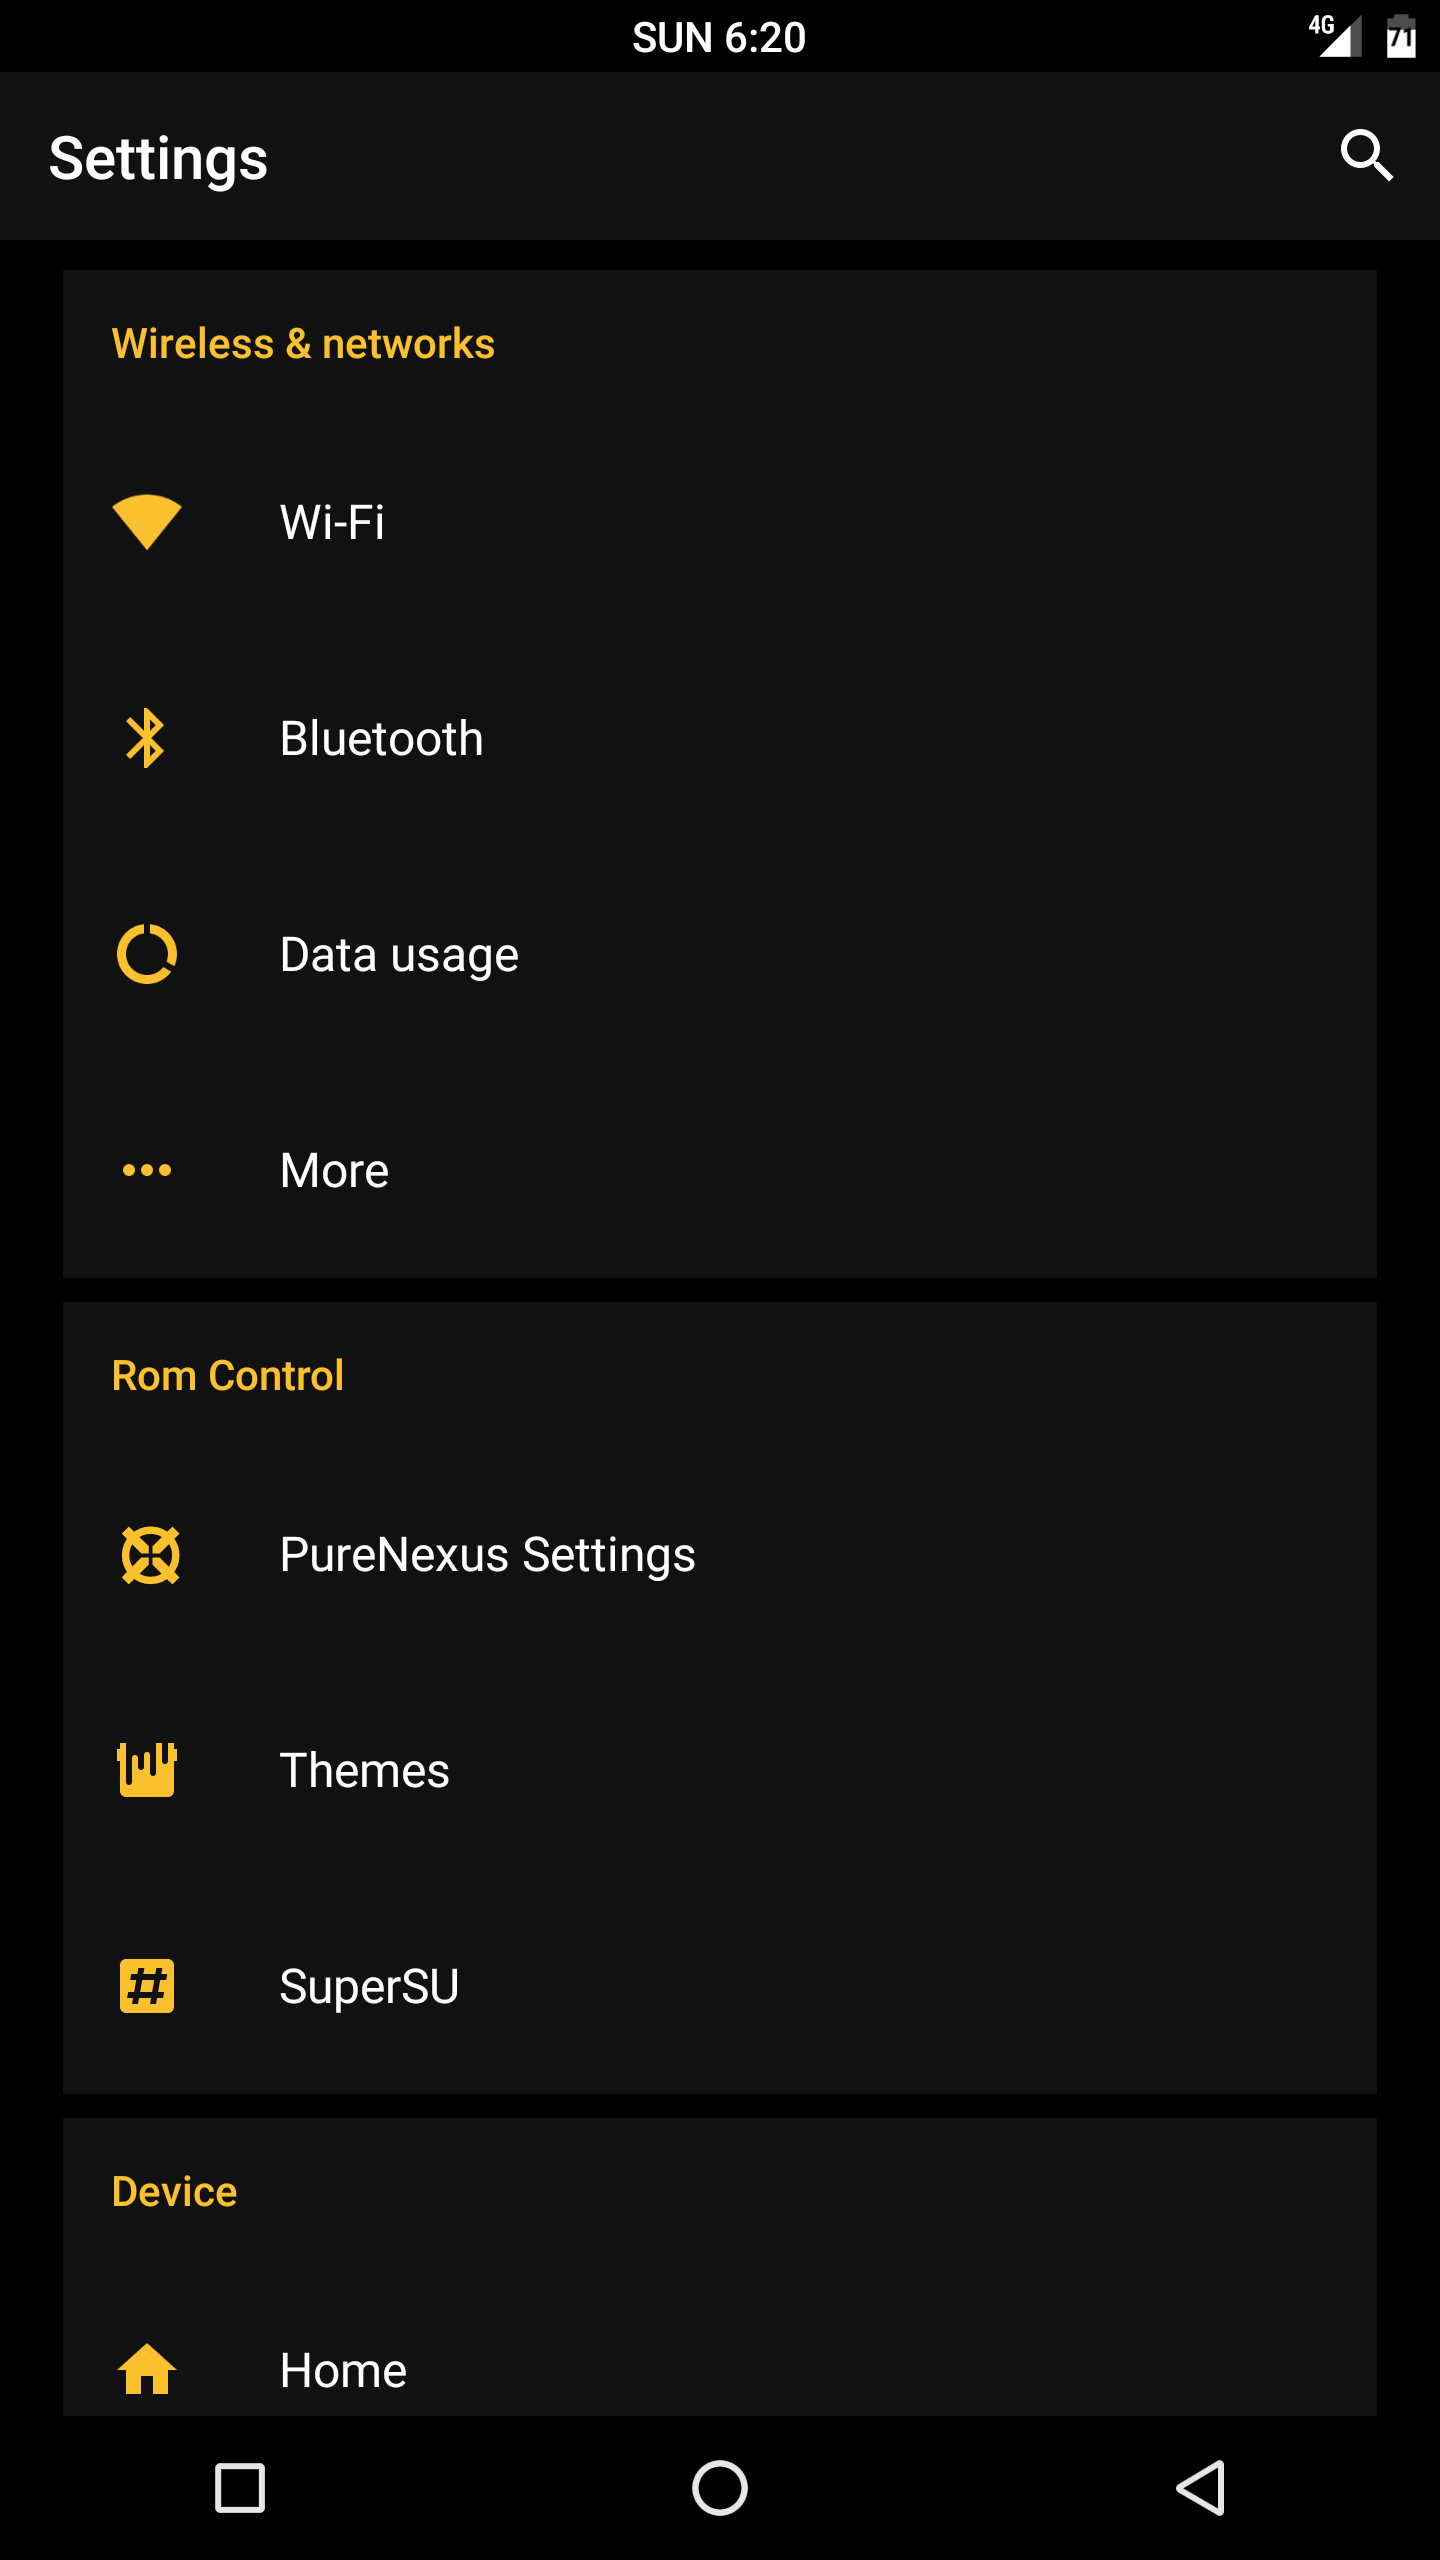 SUN 6:20
4G
71
Settings
Wireless & networks
Wi-Fi
Bluetooth
Data usage
More
Rom Control
PureNexus Settings
Themes
SuperSU
Device
Home